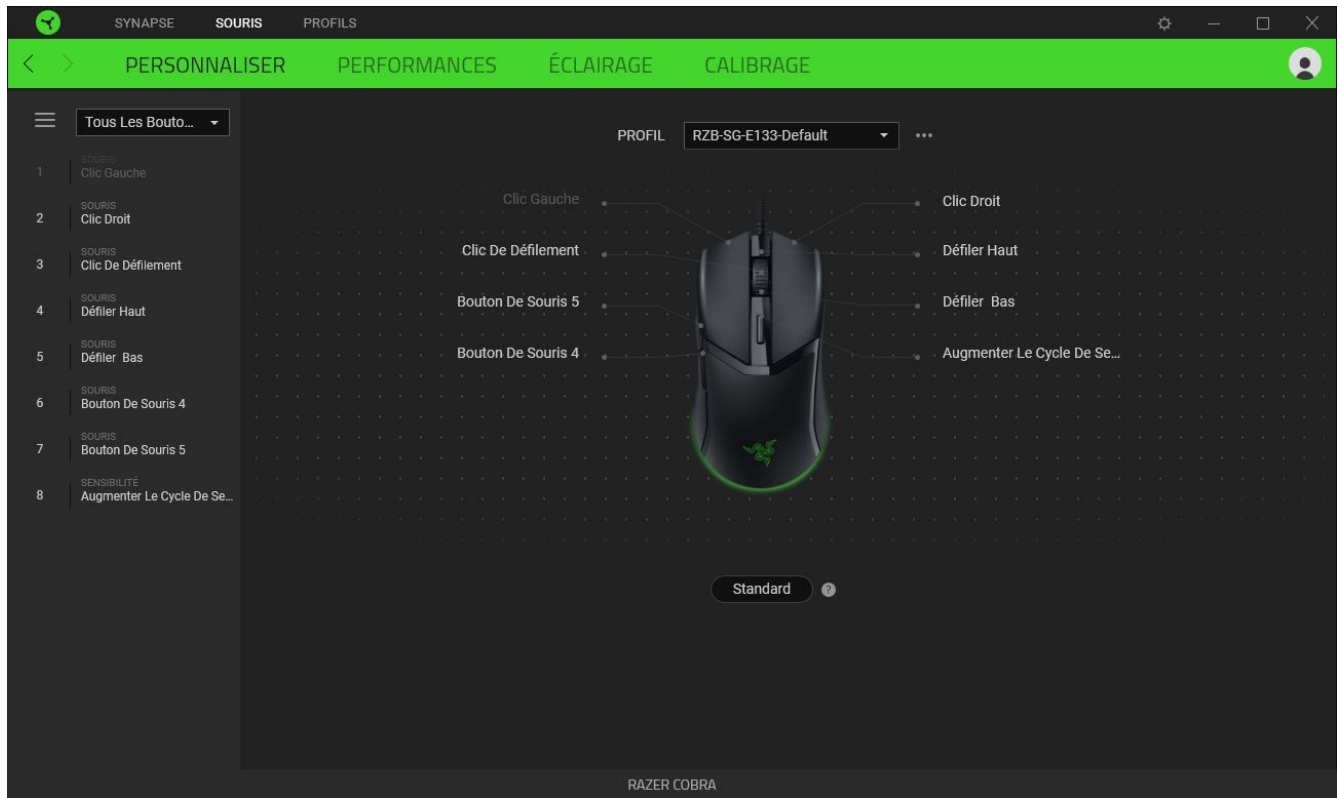 SYNAPSE SOURIS PROFILS
PERSONNALISER PERFORMANCES ÉCLAIRAGE CALIBRAGE
Tous Les Bouto...
PROFIL RZB-SG-E133-Default
1 SOURIS
Clic Gauche
2 SOURIS
Clic Droit
3 SOURIS
Clic De Défilement
4 SOURIS
Défiler Haut
5 SOURIS
Défiler Bas
6 SOURIS
Bouton De Souris 4
7 SOURIS
Bouton De Souris 5
8 SENSIBILITÉ
Augmenter Le Cycle De Se...
Clic Gauche
Clic De Défilement
Bouton De Souris 5
Bouton De Souris 4
Clic Droit
Défiler Haut
Défiler Bas
Augmenter Le Cycle De Se...
Standard ?
RAZER COBRA